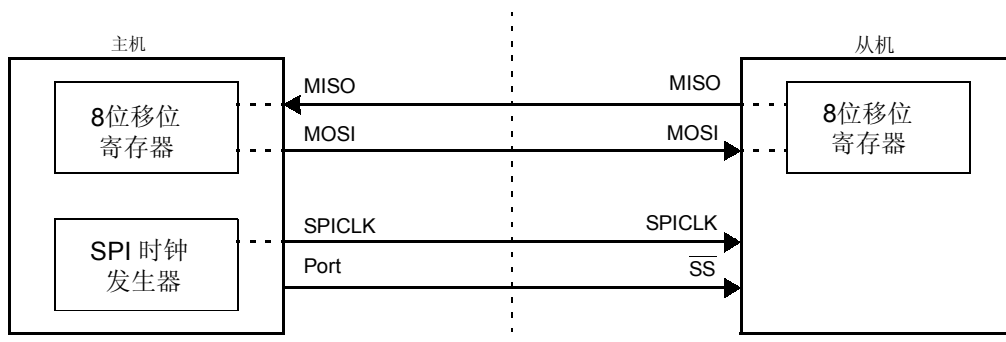 主机
从机
MISO
MISO
8位移位
寄存器
8位移位
寄存器
MOSI
MOSI
SPICLK
SPICLK
SPI 时钟
发生器
Port
SS